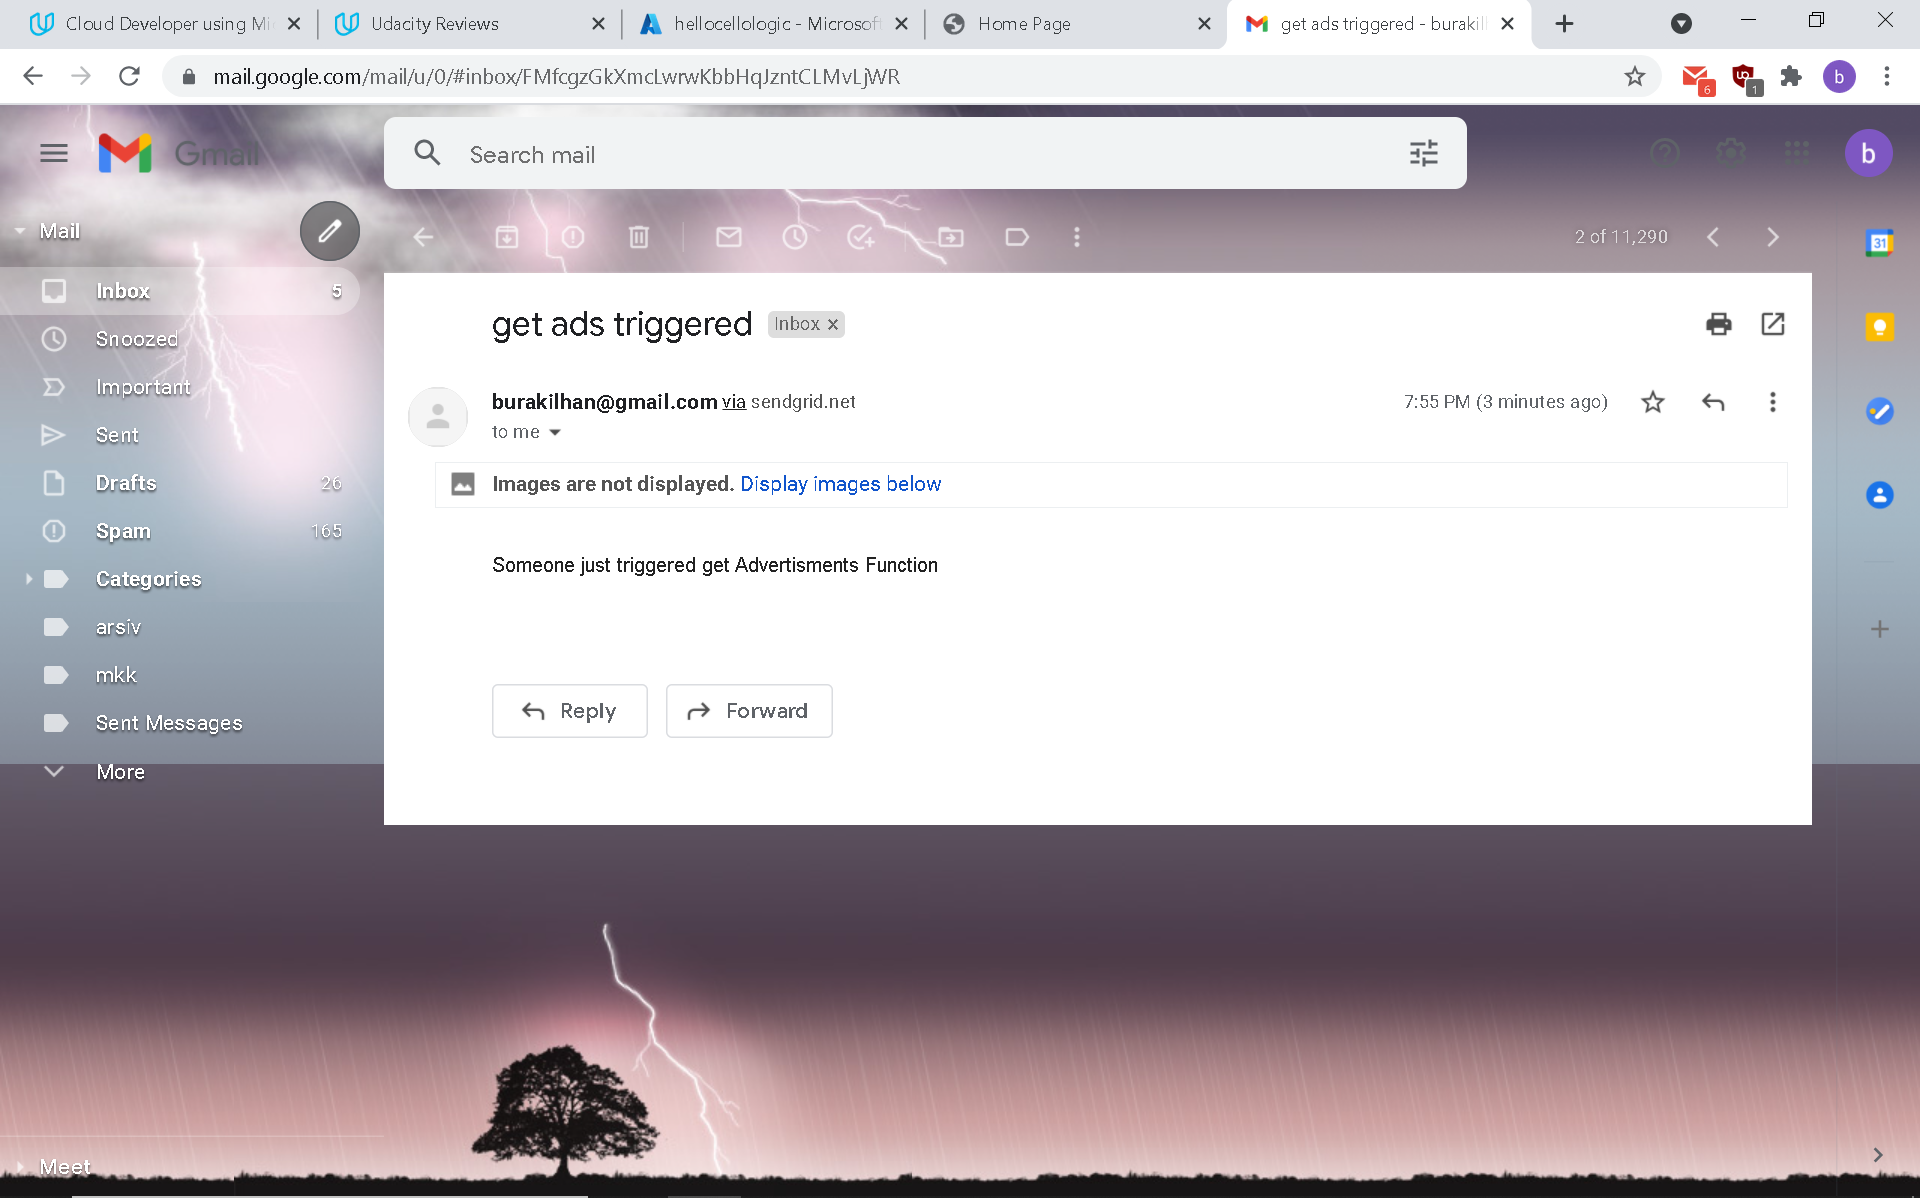 Cloud Developer using Mi
Udacity Reviews
hellocellologic - Microsoft
Home Page
get ads triggered - burakil
mail.google.com/mail/u/0/#inbox/FMfcgzGkXmcLwrwKbbHqJzntCLMvLjWR
6
1
b
Gmail
Search mail
b
Mail
2 of 11,290
31
Inbox 5
Snoozed
Important
Sent
Drafts 26
Spam 165
Categories
arsiv
mkk
Sent Messages
More
get ads triggered Inbox x
burakilhan@gmail.com via sendgrid.net
7:55 PM (3 minutes ago)
to me
Images are not displayed. Display images below
Someone just triggered get Advertisments Function
Reply
Forward
Meet